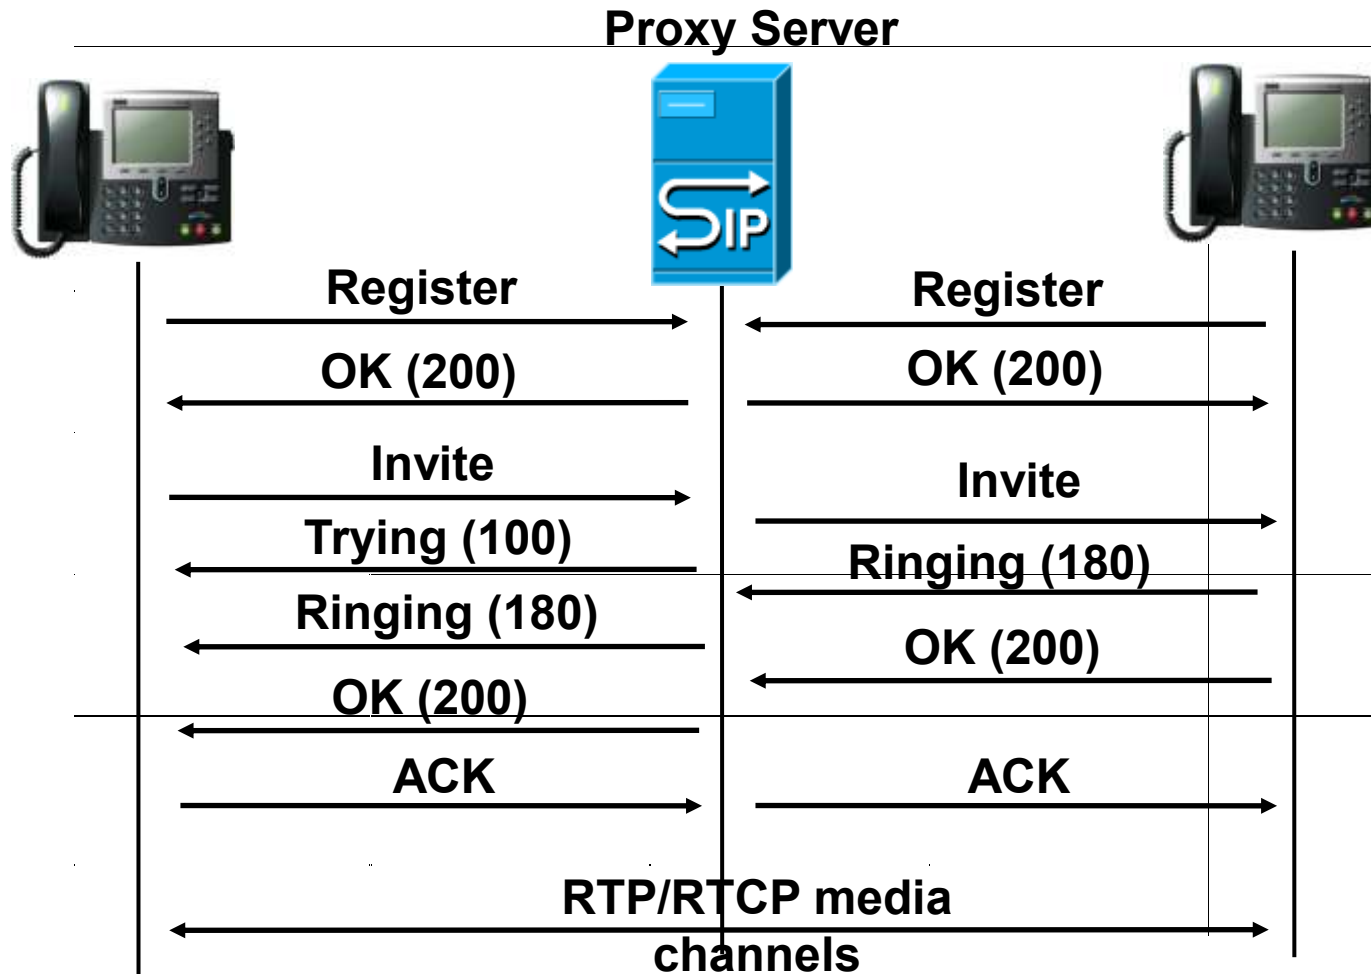 Proxy Server
SIP
Register
Register
OK (200)
OK (200)
Invite
Invite
Trying (100)
Ringing (180)
Ringing (180)
OK (200)
OK (200)
ACK
ACK
RTP/RTCP media
channels